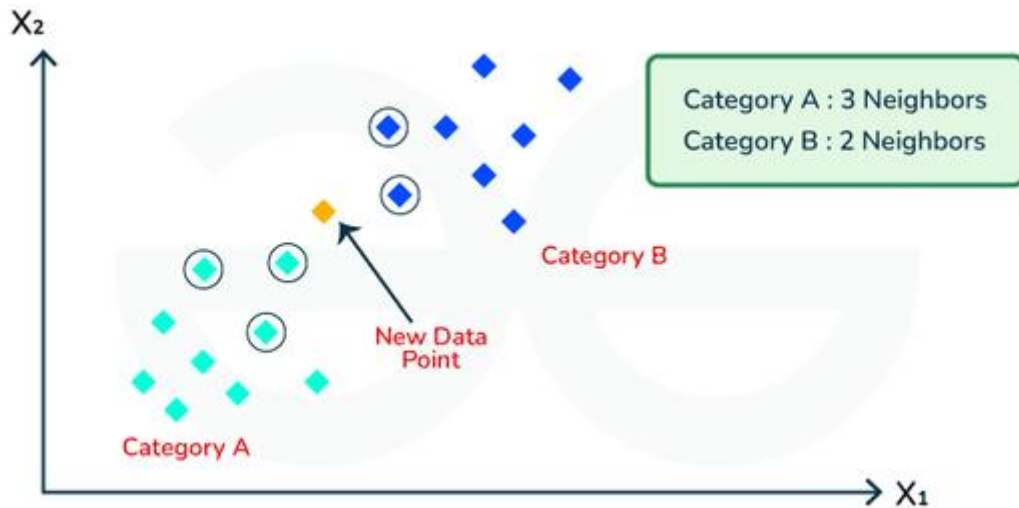 X₂
Category A : 3 Neighbors
Category B : 2 Neighbors
Category B
New Data
Point
Category A
X₁